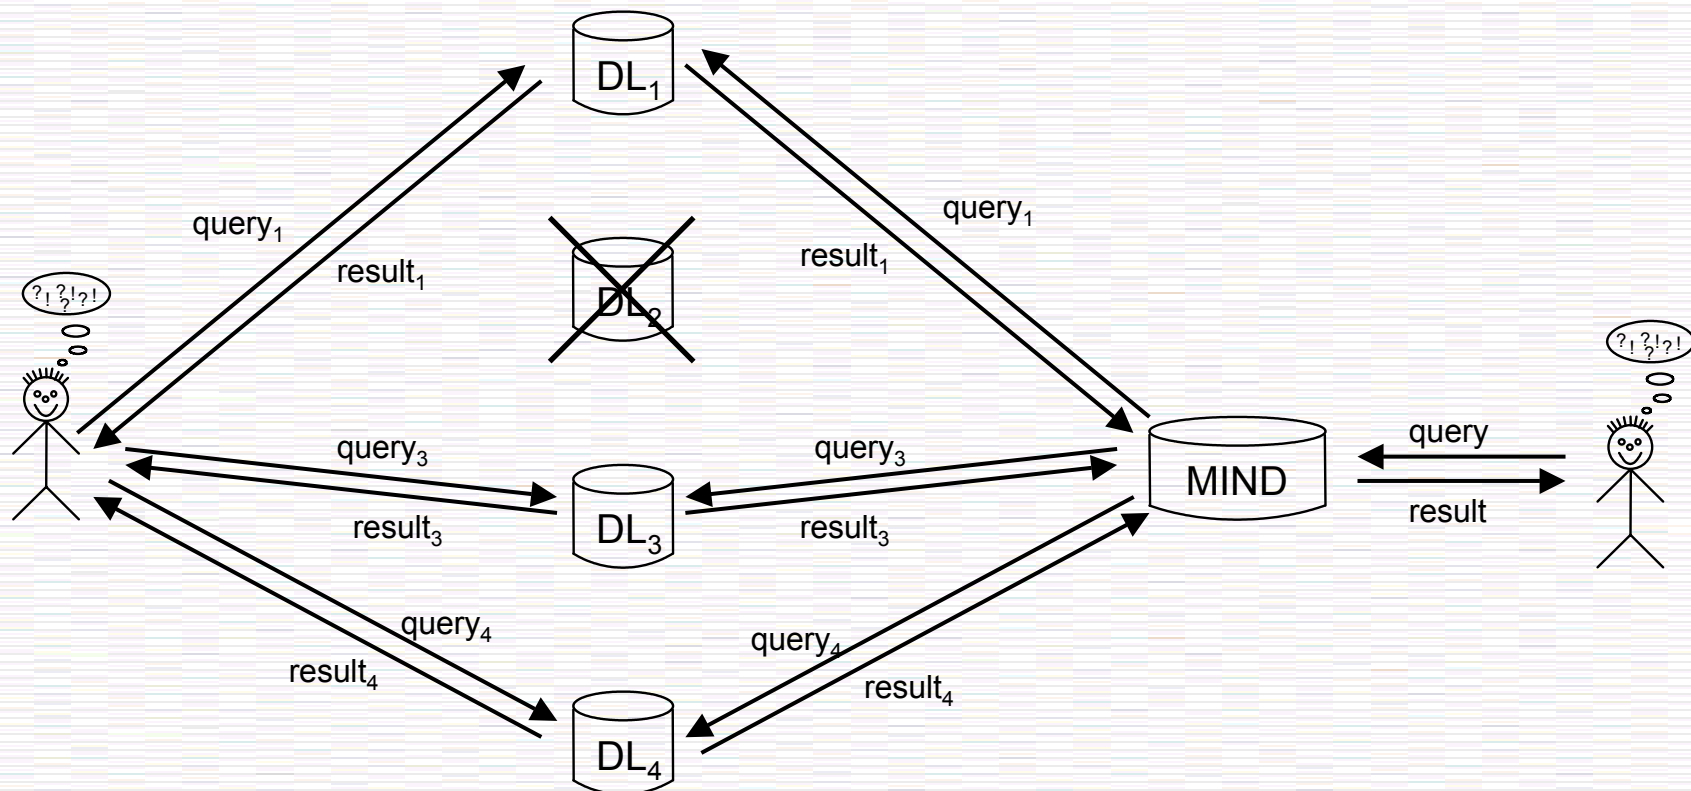 DL₁
query₁
result₁
query₁
result₁
DL₂
?!?!?!
?
?!?!?!
?
query₃
result₃
DL₃
query₃
result₃
MIND
query
result
query₄
result₄
DL₄
query₄
result₄